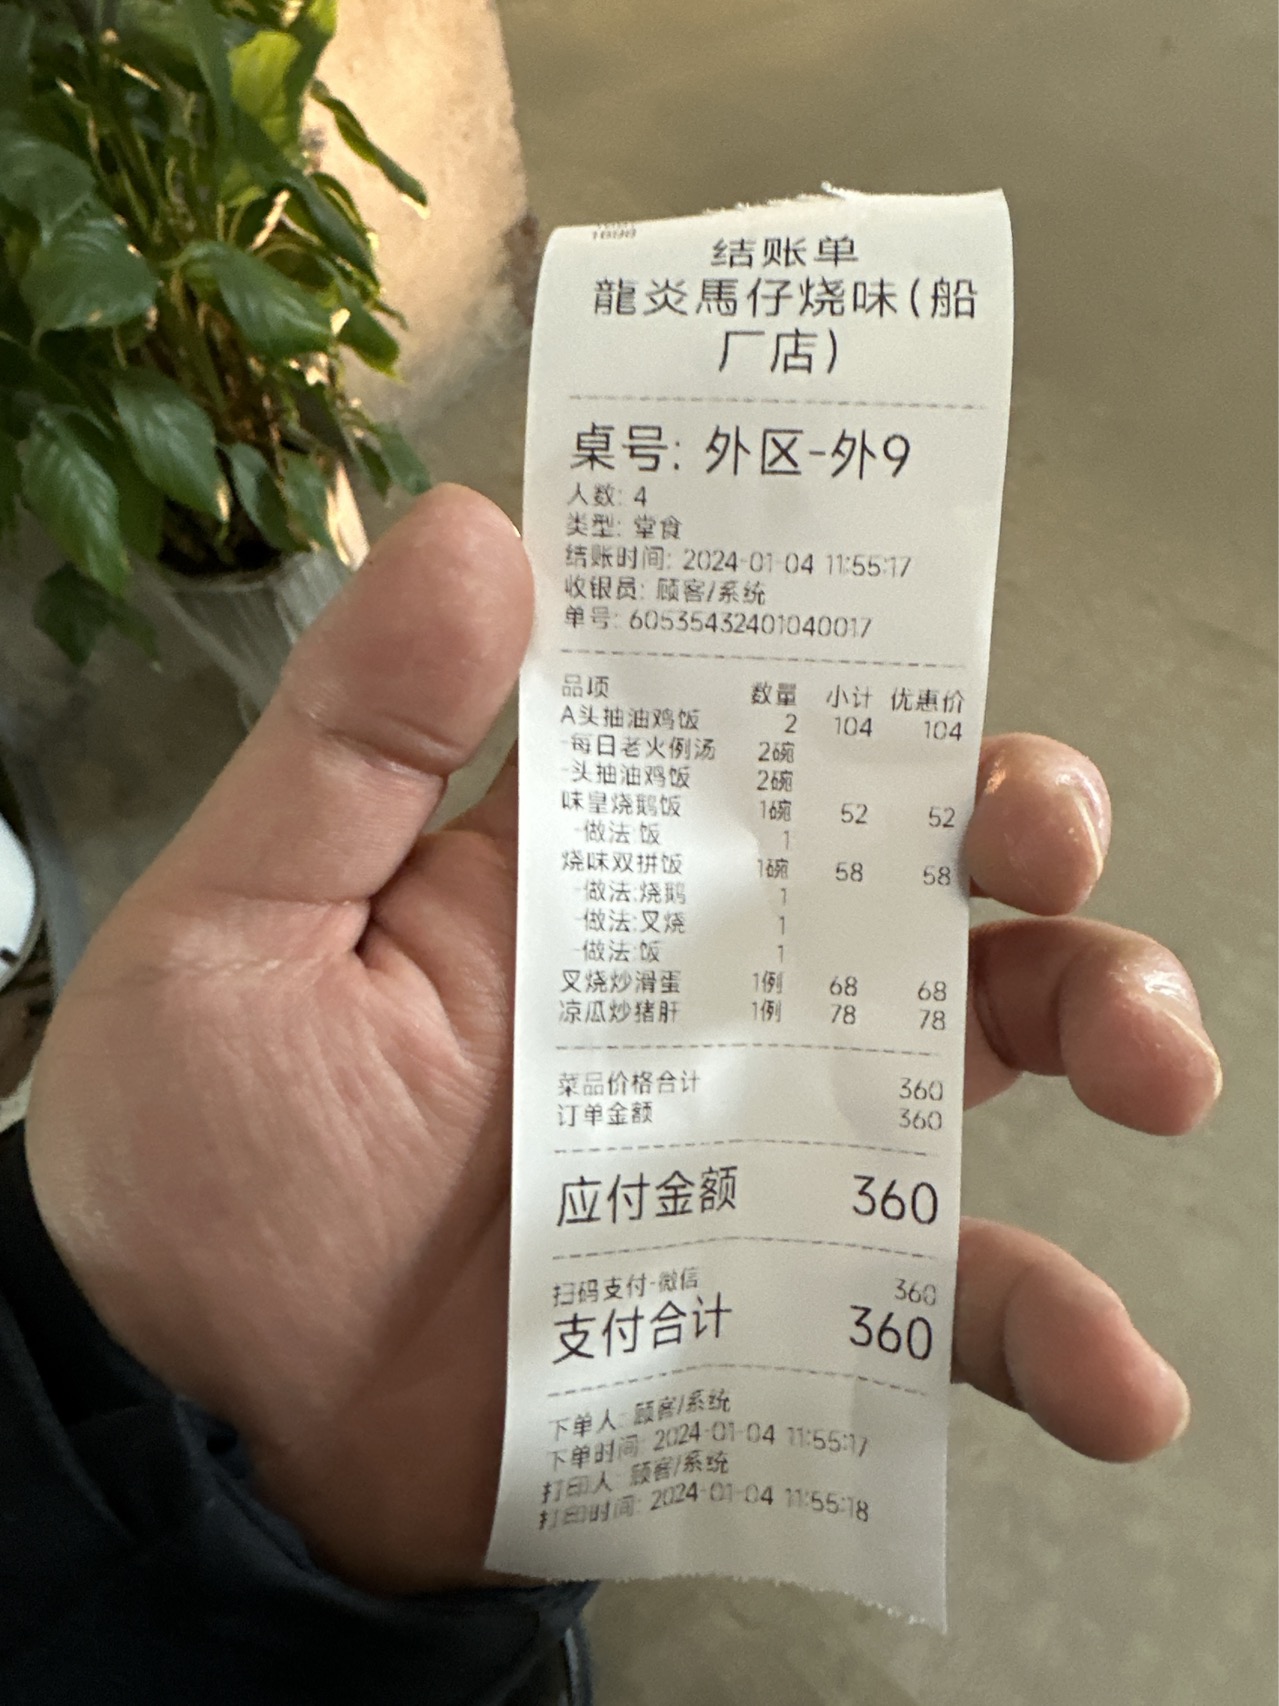 结账单
龍炎馬仔烧味(船
厂店)
桌号: 外区-外9
人数: 4
类型: 堂食
结账时间: 2024-01-04 11:55:17
收银员: 顾客/系统
单号: 60535432401040017
品项 数量 小计 优惠价
A头抽油鸡饭 2 104 104
-每日老火例汤 2碗
-头抽油鸡饭 2碗
味皇烧鹅饭 1碗 52 52
-做法:饭 1
烧味双拼饭 1碗 58 58
-做法:烧鹅 1
-做法:叉烧 1
-做法:饭 1
叉烧炒滑蛋 1例 68 68
凉瓜炒猪肝 1例 78 78
菜品价格合计 360
订单金额 360
应付金额 360
扫码支付-微信 360
支付合计 360
下单人: 顾客/系统
下单时间: 2024-01-04 11:55:17
打印人: 顾客/系统
打印时间: 2024-01-04 11:55:18